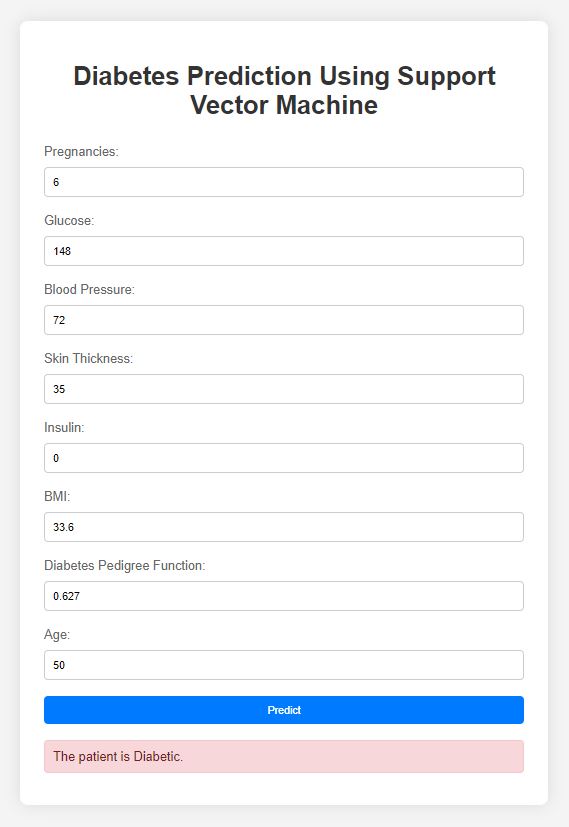 Diabetes Prediction Using Support
Vector Machine
Pregnancies:
6
Glucose:
148
Blood Pressure:
72
Skin Thickness:
35
Insulin:
0
BMI:
33.6
Diabetes Pedigree Function:
0.627
Age:
50
Predict
The patient is Diabetic.